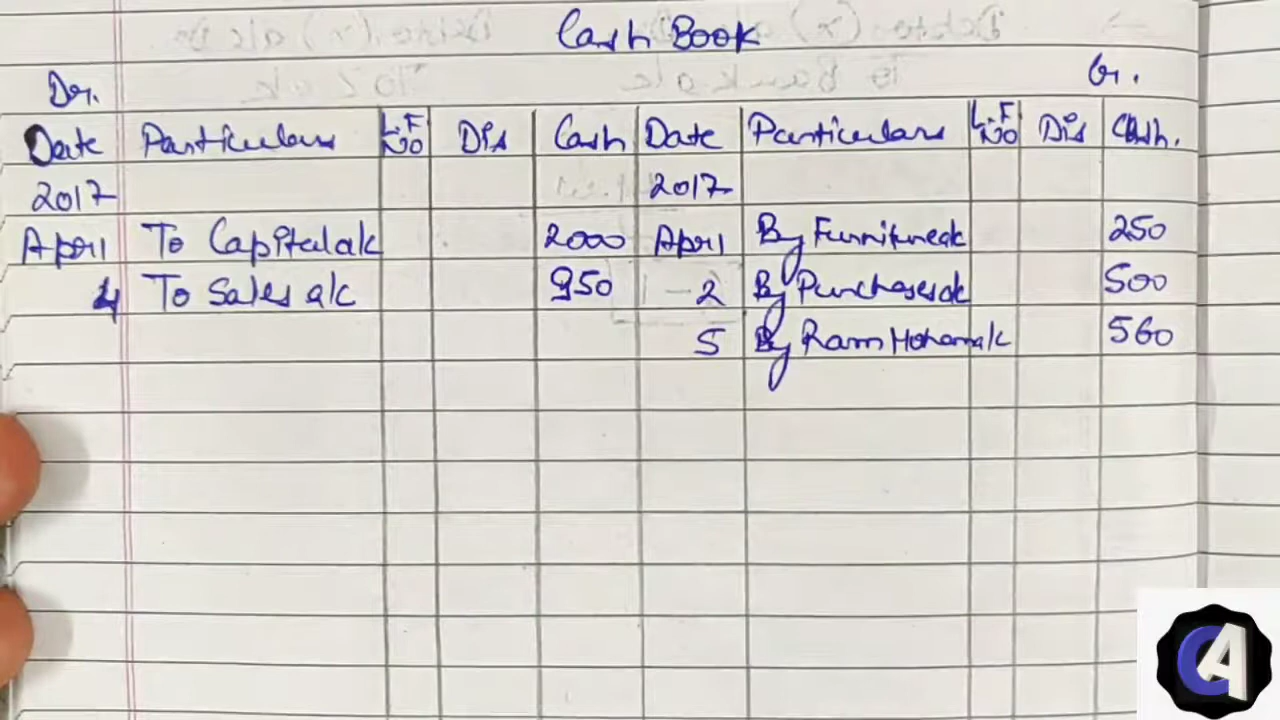 Cash Book
Dr. Cr.
Date Particulars L.F No Dis Cash Date Particulars L.F No Dis Cash.
2017 2017
April To Capital a/c 2000 April By Furniture a/c 250
4 To Sales a/c 950 2 By Purchases a/c 500
5 By Ram Mohan a/c 560
CA